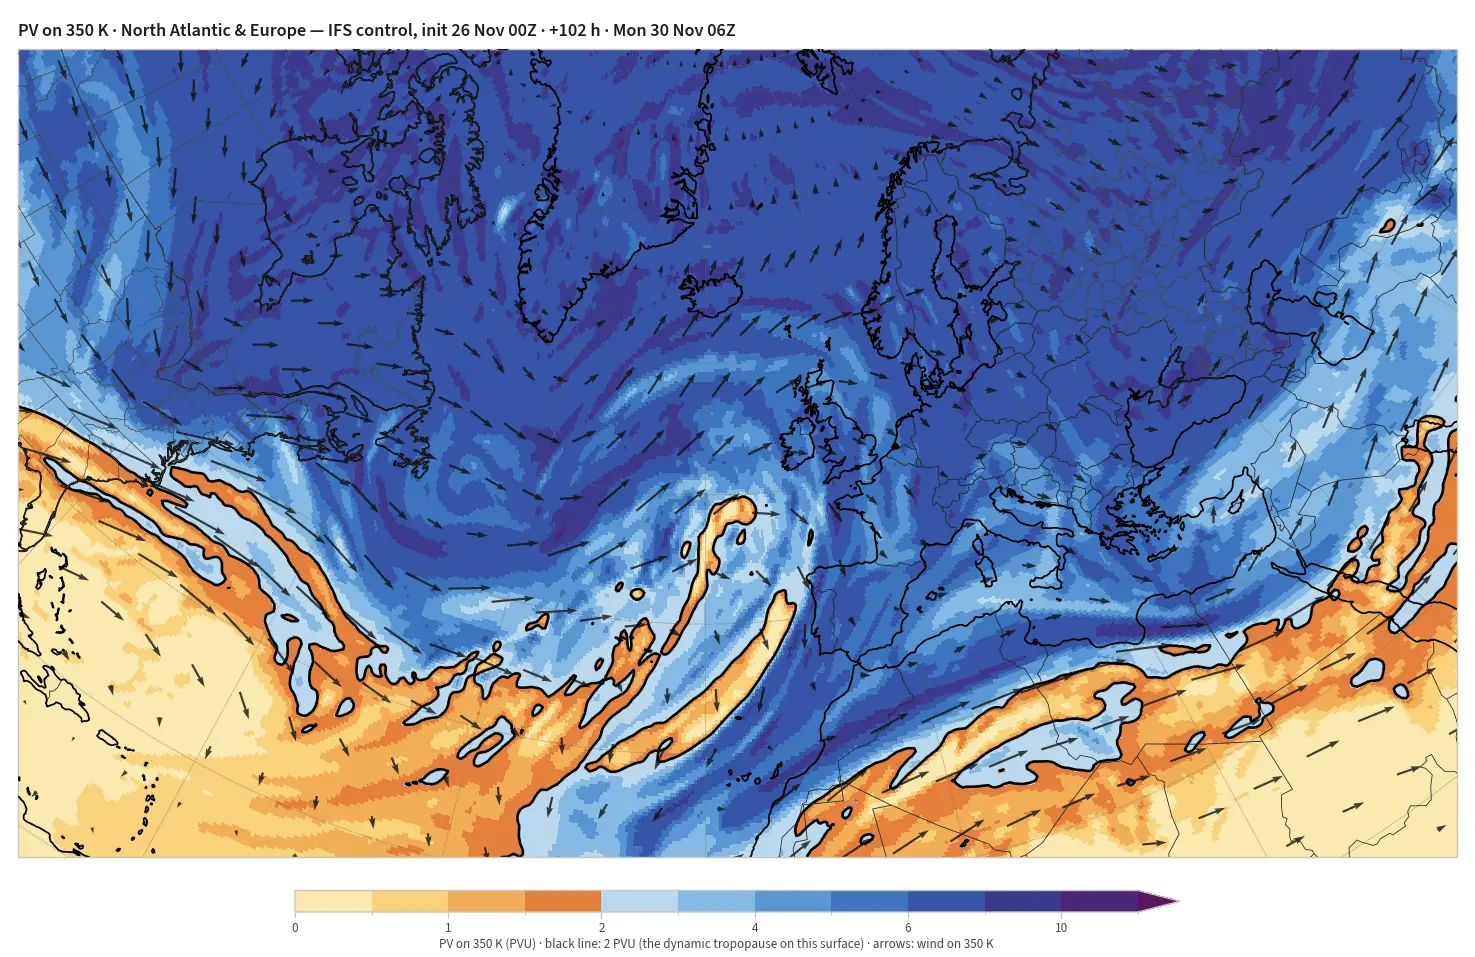 PV on 350 K · North Atlantic & Europe — IFS control, init 26 Nov 00Z · +102 h · Mon 30 Nov 06Z
0 1 2 4 6 10
PV on 350 K (PVU) · black line: 2 PVU (the dynamic tropopause on this surface) · arrows: wind on 350 K